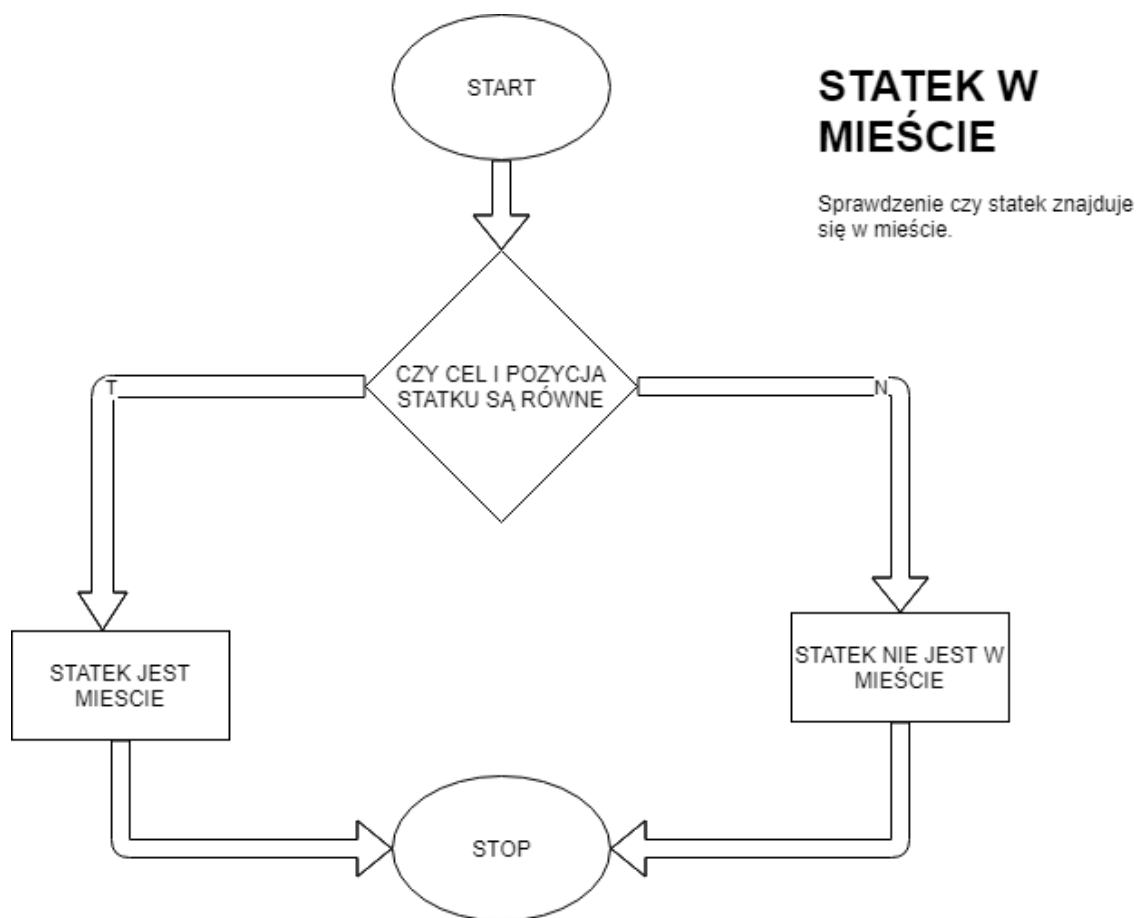 START
STATEK W
MIEŚCIE
Sprawdzenie czy statek znajduje
się w mieście.
CZY CEL I POZYCJA
STATKU SĄ RÓWNE
T
N
STATEK JEST
MIESCIE
STATEK NIE JEST W
MIEŚCIE
STOP